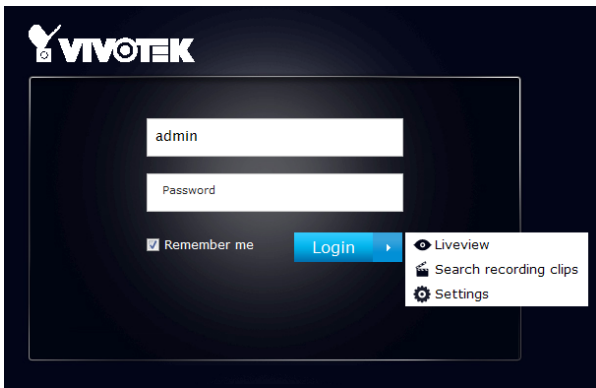 VIVOTEK
admin
Password
Remember me
Login
Liveview
Search recording clips
Settings